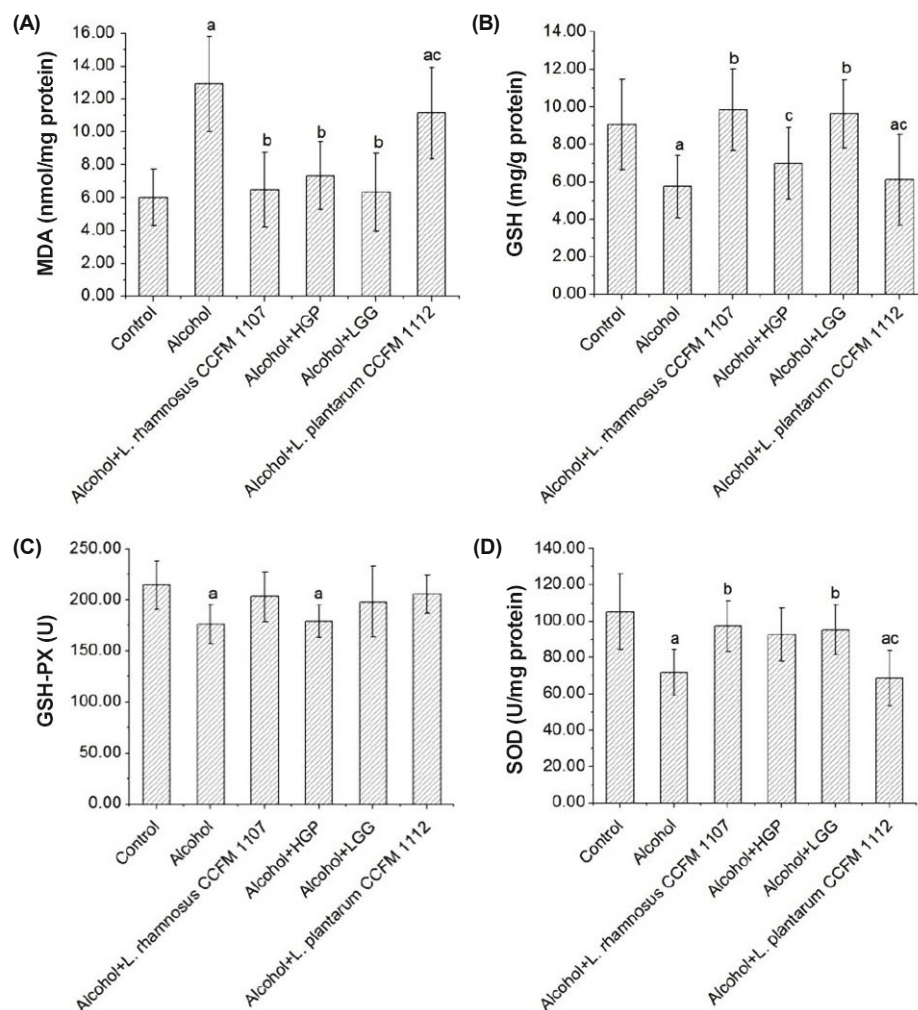 (A)
MDA (nmol/mg protein)
16.00
14.00
12.00
10.00
8.00
6.00
4.00
2.00
0.00
a
b
b
b
ac
Control
Alcohol
Alcohol+L. rhamnosus CCFM 1107
Alcohol+HGP
Alcohol+LGG
Alcohol+L. plantarum CCFM 1112
(B)
GSH (mg/g protein)
14.00
12.00
10.00
8.00
6.00
4.00
2.00
0.00
a
b
c
b
ac
Control
Alcohol
Alcohol+L. rhamnosus CCFM 1107
Alcohol+HGP
Alcohol+LGG
Alcohol+L. plantarum CCFM 1112
(C)
GSH-PX (U)
250.00
200.00
150.00
100.00
50.00
0.00
a
a
Control
Alcohol
Alcohol+L. rhamnosus CCFM 1107
Alcohol+HGP
Alcohol+LGG
Alcohol+L. plantarum CCFM 1112
(D)
SOD (U/mg protein)
140.00
120.00
100.00
80.00
60.00
40.00
20.00
0.00
a
b
b
ac
Control
Alcohol
Alcohol+L. rhamnosus CCFM 1107
Alcohol+HGP
Alcohol+LGG
Alcohol+L. plantarum CCFM 1112